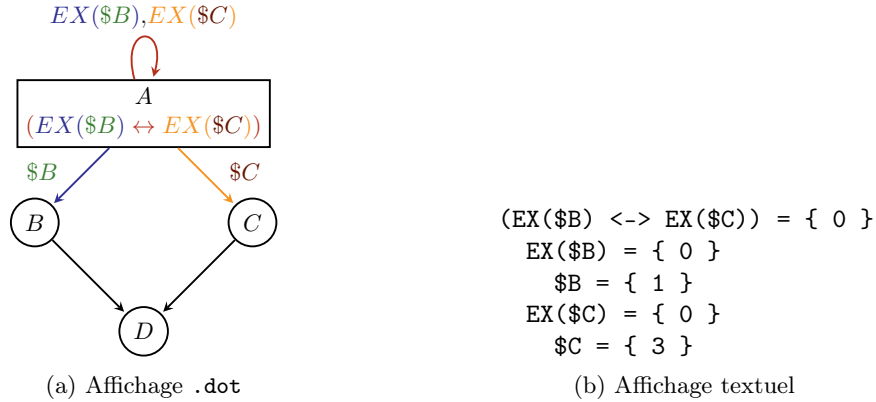 EX($B),EX($C)
A
(EX($B) ↔ EX($C))
$B
$C
B
C
D
(a) Affichage .dot
(EX($B) <-> EX($C)) = { 0 }
EX($B) = { 0 }
$B = { 1 }
EX($C) = { 0 }
$C = { 3 }
(b) Affichage textuel